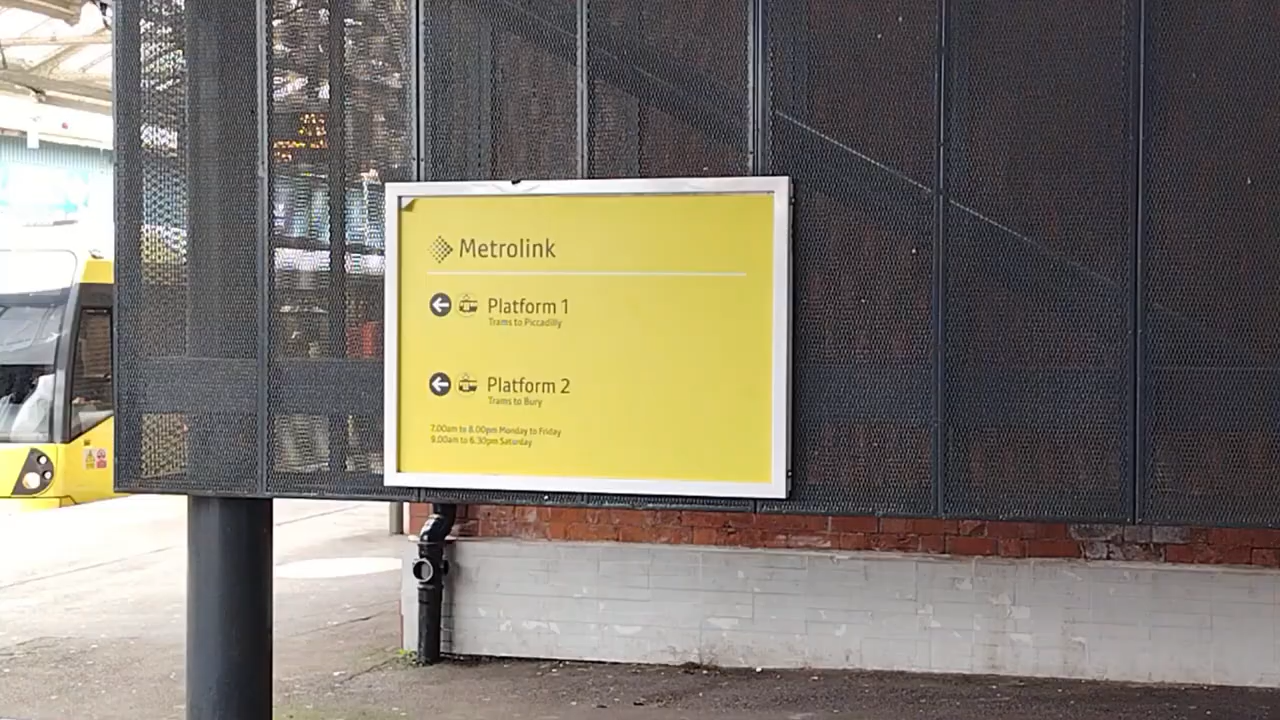 Metrolink
Platform 1
Trams to Piccadilly
Platform 2
Trams to Bury
7.00am to 8.00pm Monday to Friday
9.00am to 6.30pm Saturday